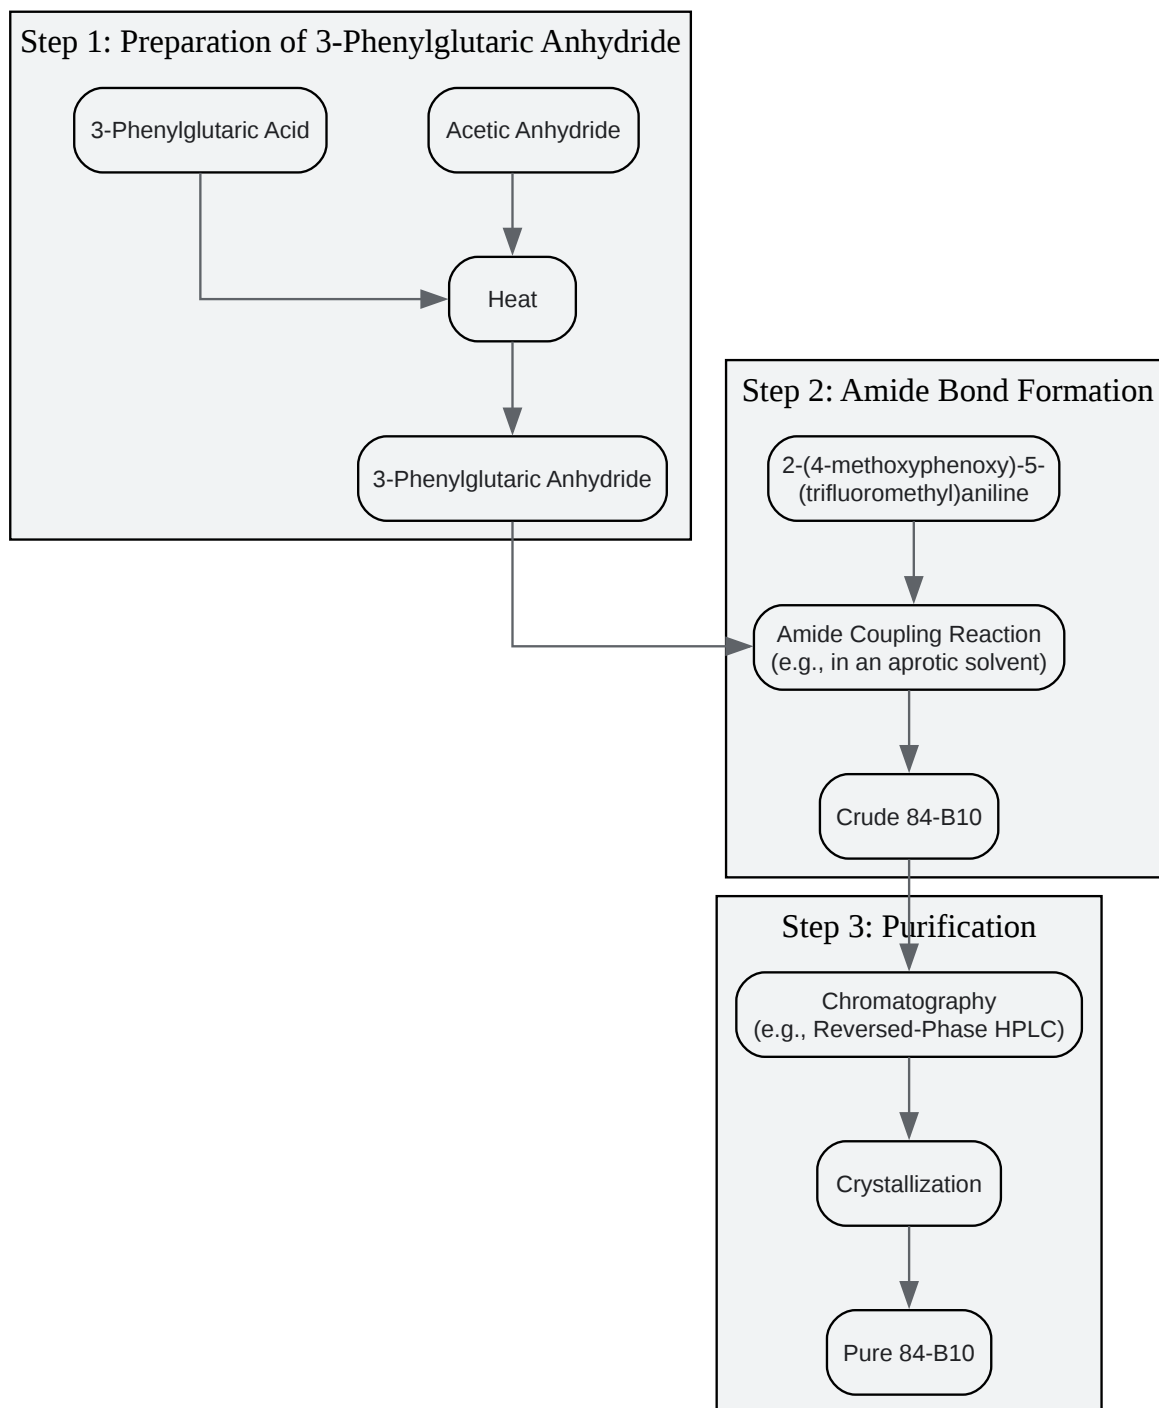 Step 1: Preparation of 3-Phenylglutaric Anhydride
3-Phenylglutaric Acid
Acetic Anhydride
Heat
3-Phenylglutaric Anhydride
Step 2: Amide Bond Formation
2-(4-methoxyphenoxy)-5-
(trifluoromethyl)aniline
Amide Coupling Reaction
(e.g., in an aprotic solvent)
Crude 84-B10
Step 3: Purification
Chromatography
(e.g., Reversed-Phase HPLC)
Crystallization
Pure 84-B10